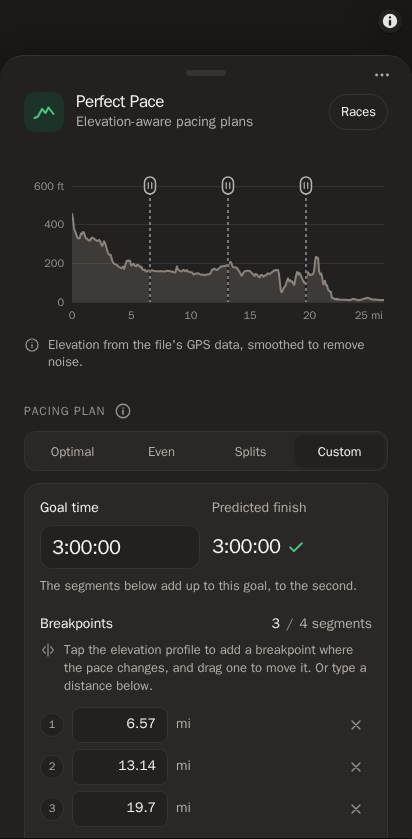 Perfect Pace
Elevation-aware pacing plans
Races
600 ft
400
200
0
0 5 10 15 20 25 mi
Elevation from the file's GPS data, smoothed to remove
noise.
PACING PLAN
Optimal Even Splits Custom
Goal time Predicted finish
3:00:00 3:00:00
The segments below add up to this goal, to the second.
Breakpoints 3 / 4 segments
Tap the elevation profile to add a breakpoint where
the pace changes, and drag one to move it. Or type a
distance below.
1 6.57 mi
2 13.14 mi
3 19.7 mi